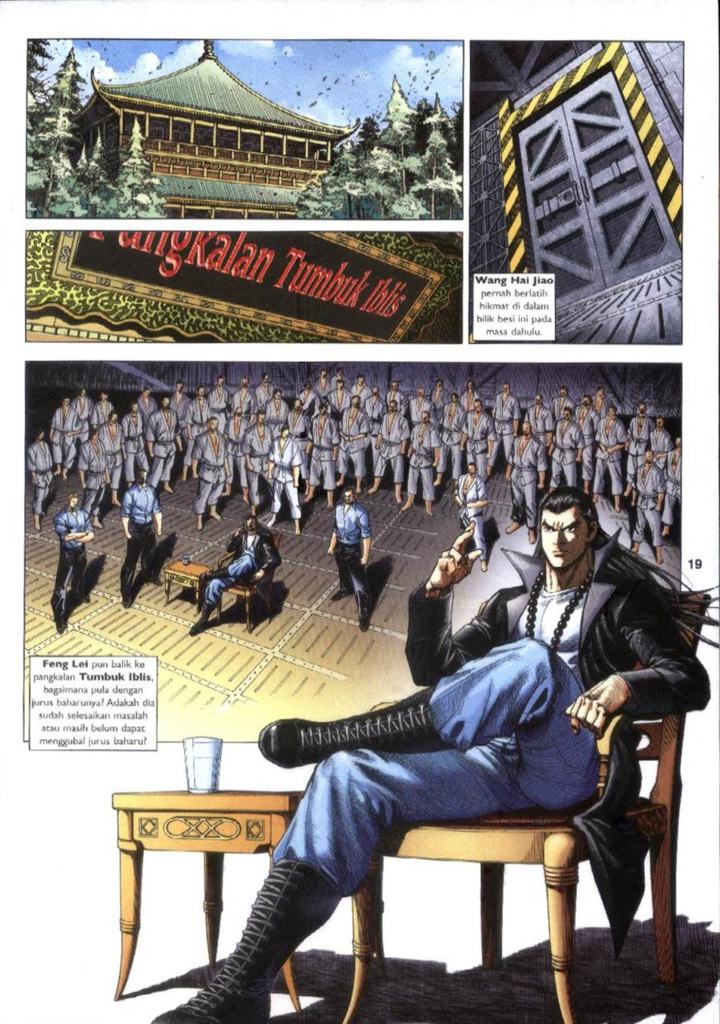 Pangkalan Tumbuk Iblis
Wang Hai Jiao
pernah berlatih
hikmat di dalam
bilik besi ini pada
masa dahulu.
19
Feng Lei pun balik ke
pangkalan Tumbuk Iblis,
bagaimana pula dengan
jurus baharunya? Adakah dia
sudah selesaikan masalah
atau masih belum dapat
menggubal jurus baharu?